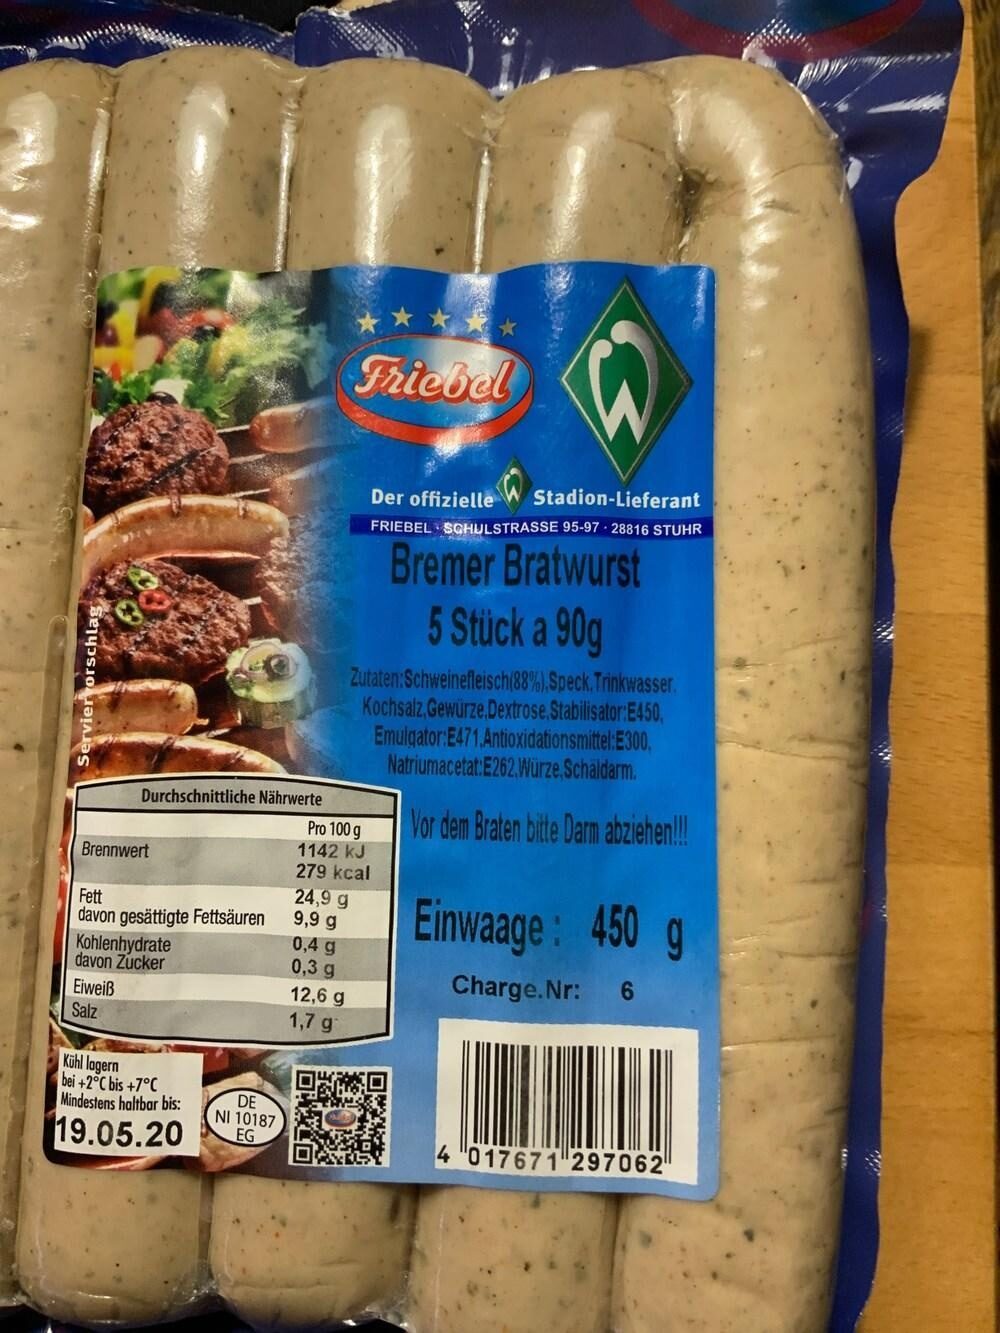 Friebel
W
Der offizielle W Stadion-Lieferant
FRIEBEL · SCHULSTRASSE 95-97 · 28816 STUHR
Bremer Bratwurst
5 Stück a 90g
Zutaten:Schweinefleisch(88%),Speck,Trinkwasser,
Kochsalz,Gewürze,Dextrose,Stabilisator:E450,
Emulgator:E471,Antioxidationsmittel:E300,
Natriumacetat:E262,Würze,Schäldarm.
Serviervorschlag
Vor dem Braten bitte Darm abziehen!!!
Durchschnittliche Nährwerte
Pro 100 g
Brennwert 1142 kJ
279 kcal
Fett 24,9 g
davon gesättigte Fettsäuren 9,9 g
Kohlenhydrate 0,4 g
davon Zucker 0,3 g
Eiweiß 12,6 g
Salz 1,7 g
Einwaage : 450 g
Charge.Nr: 6
Kühl lagern
bei +2°C bis +7°C
Mindestens haltbar bis:
19.05.20
DE
NI 10187
EG
4 017671 297062